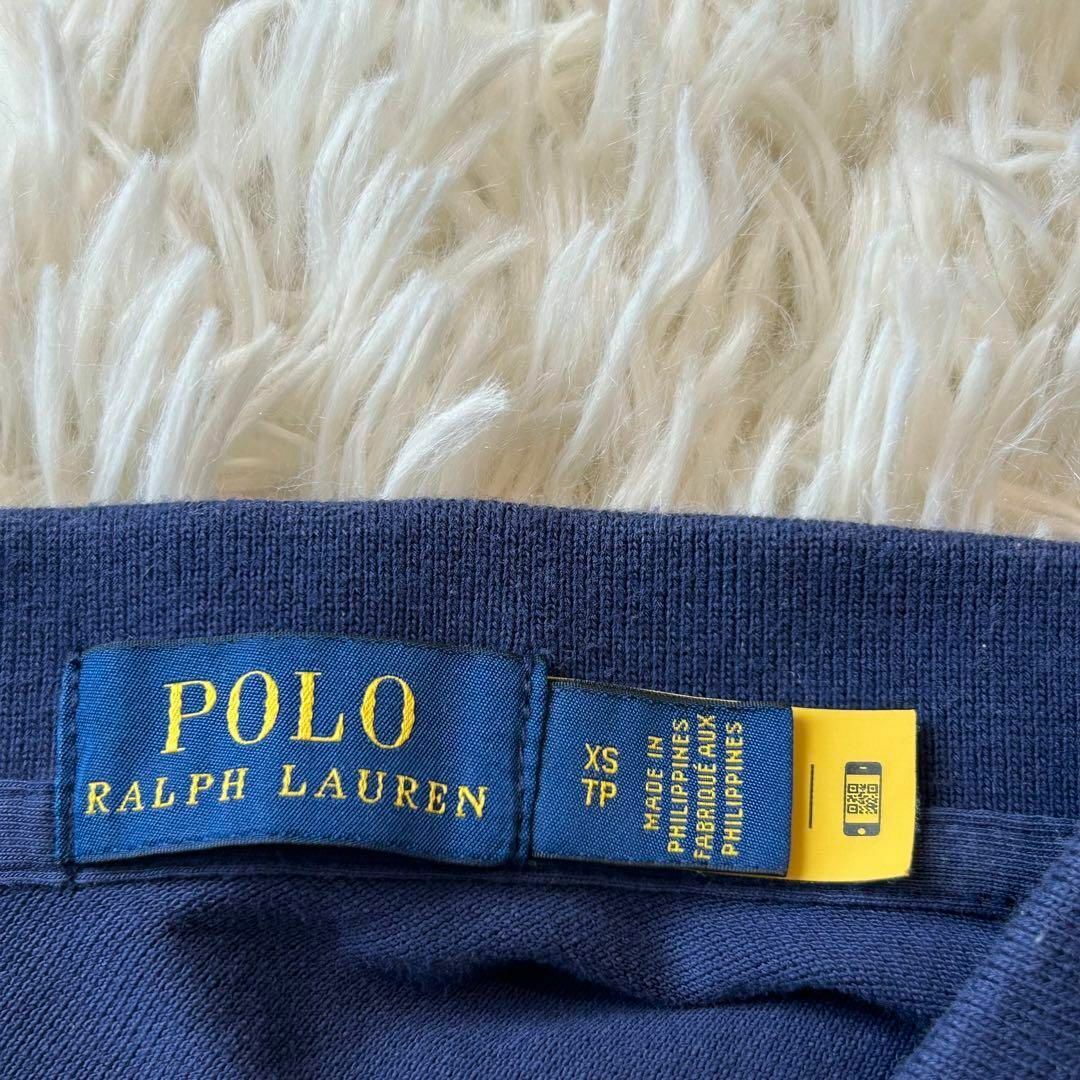 POLO
RALPH LAUREN
XS
TP
MADE IN
PHILIPPINES
FABRIQUÉ AUX
PHILIPPINES